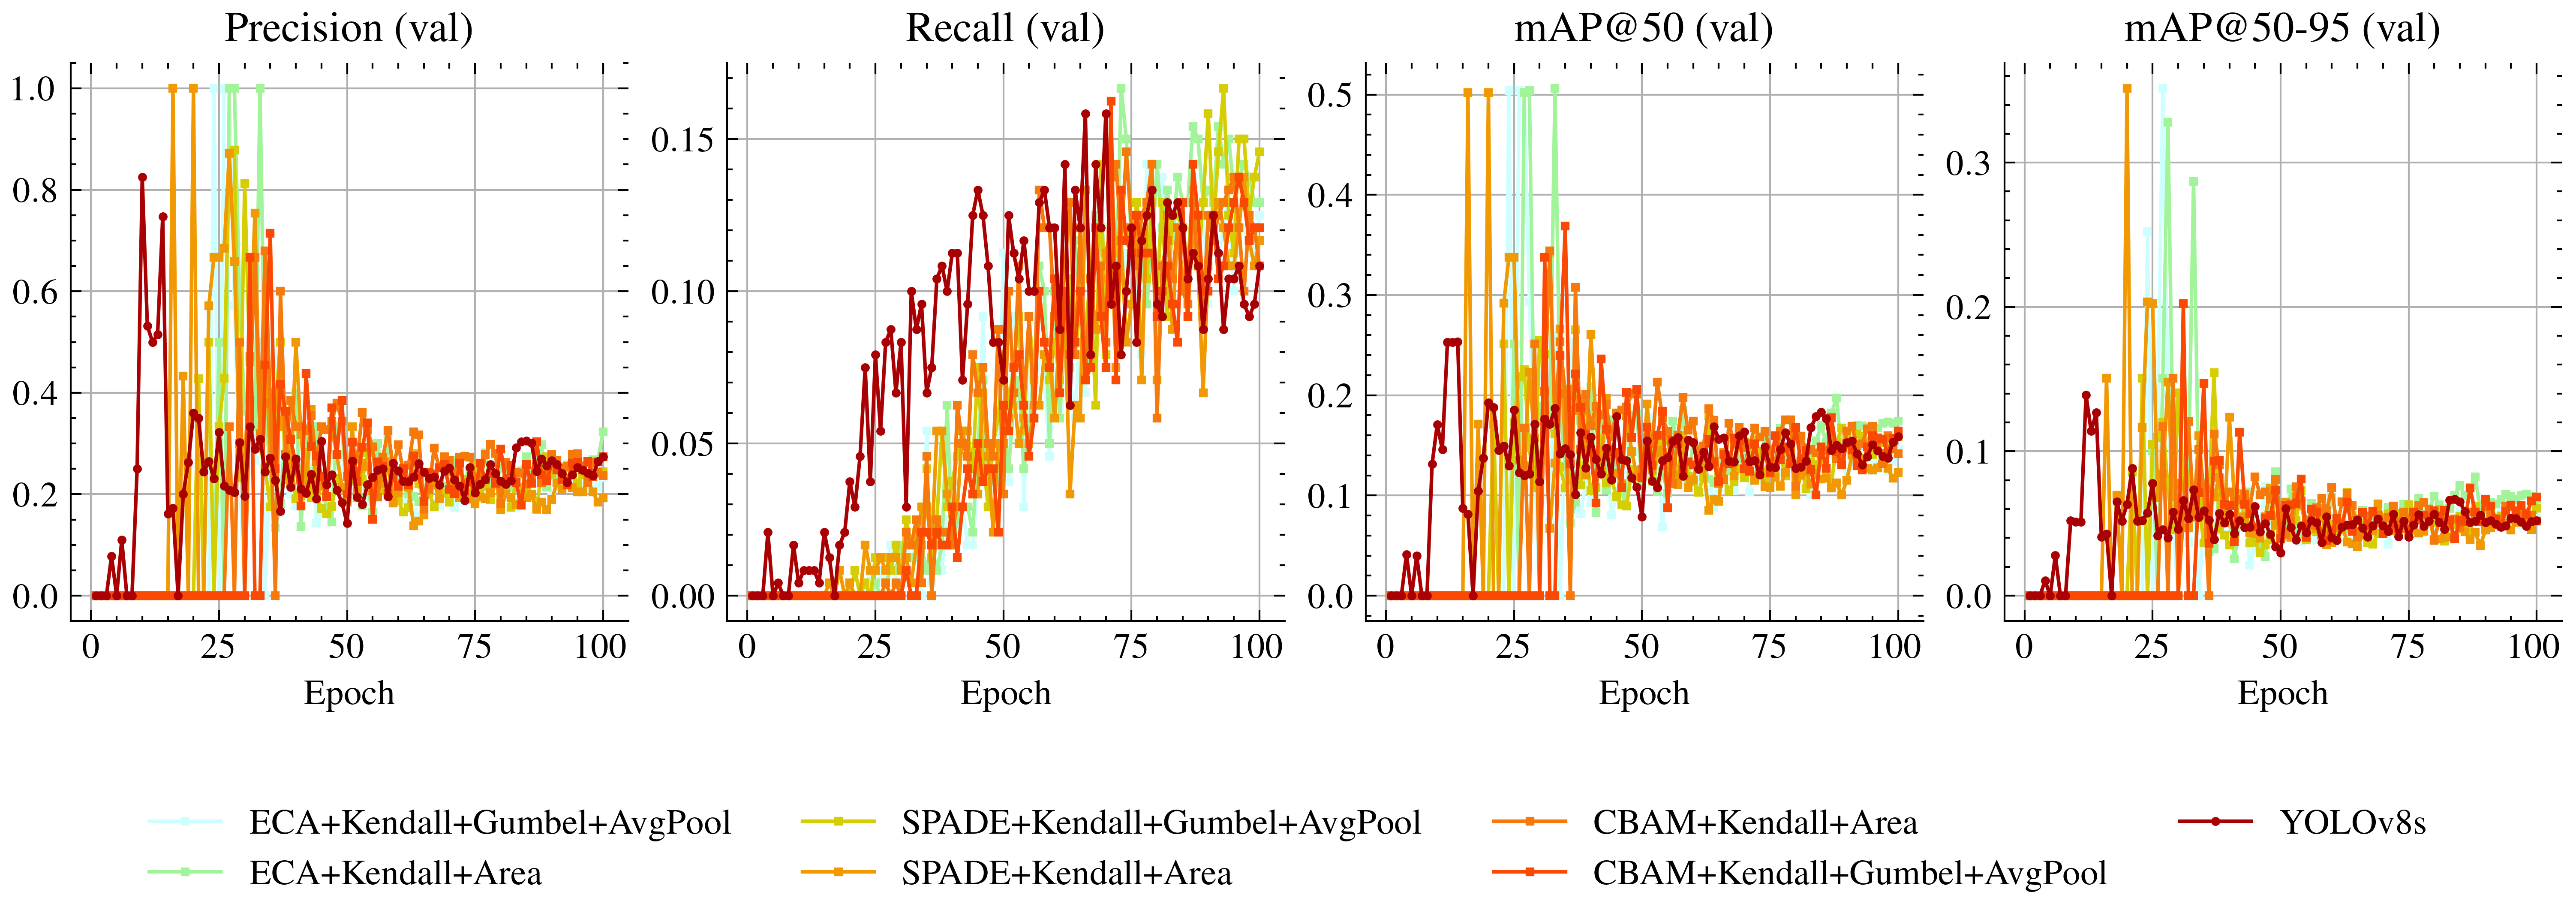 Precision (val) Recall (val) mAP@50 (val) mAP@50-95 (val)
1.0
0.8
0.6
0.4
0.2
0.0
0 25 50 75 100
Epoch
0.15
0.10
0.05
0.00
0 25 50 75 100
Epoch
0.5
0.4
0.3
0.2
0.1
0.0
0 25 50 75 100
Epoch
0.3
0.2
0.1
0.0
0 25 50 75 100
Epoch
ECA+Kendall+Gumbel+AvgPool
ECA+Kendall+Area
SPADE+Kendall+Gumbel+AvgPool
SPADE+Kendall+Area
CBAM+Kendall+Area
CBAM+Kendall+Gumbel+AvgPool
YOLOv8s